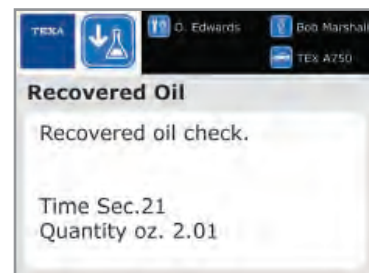 TEXA
O. Edwards
Bob Marshall
TEX A750
Recovered Oil
Recovered oil check.
Time Sec.21
Quantity oz. 2.01